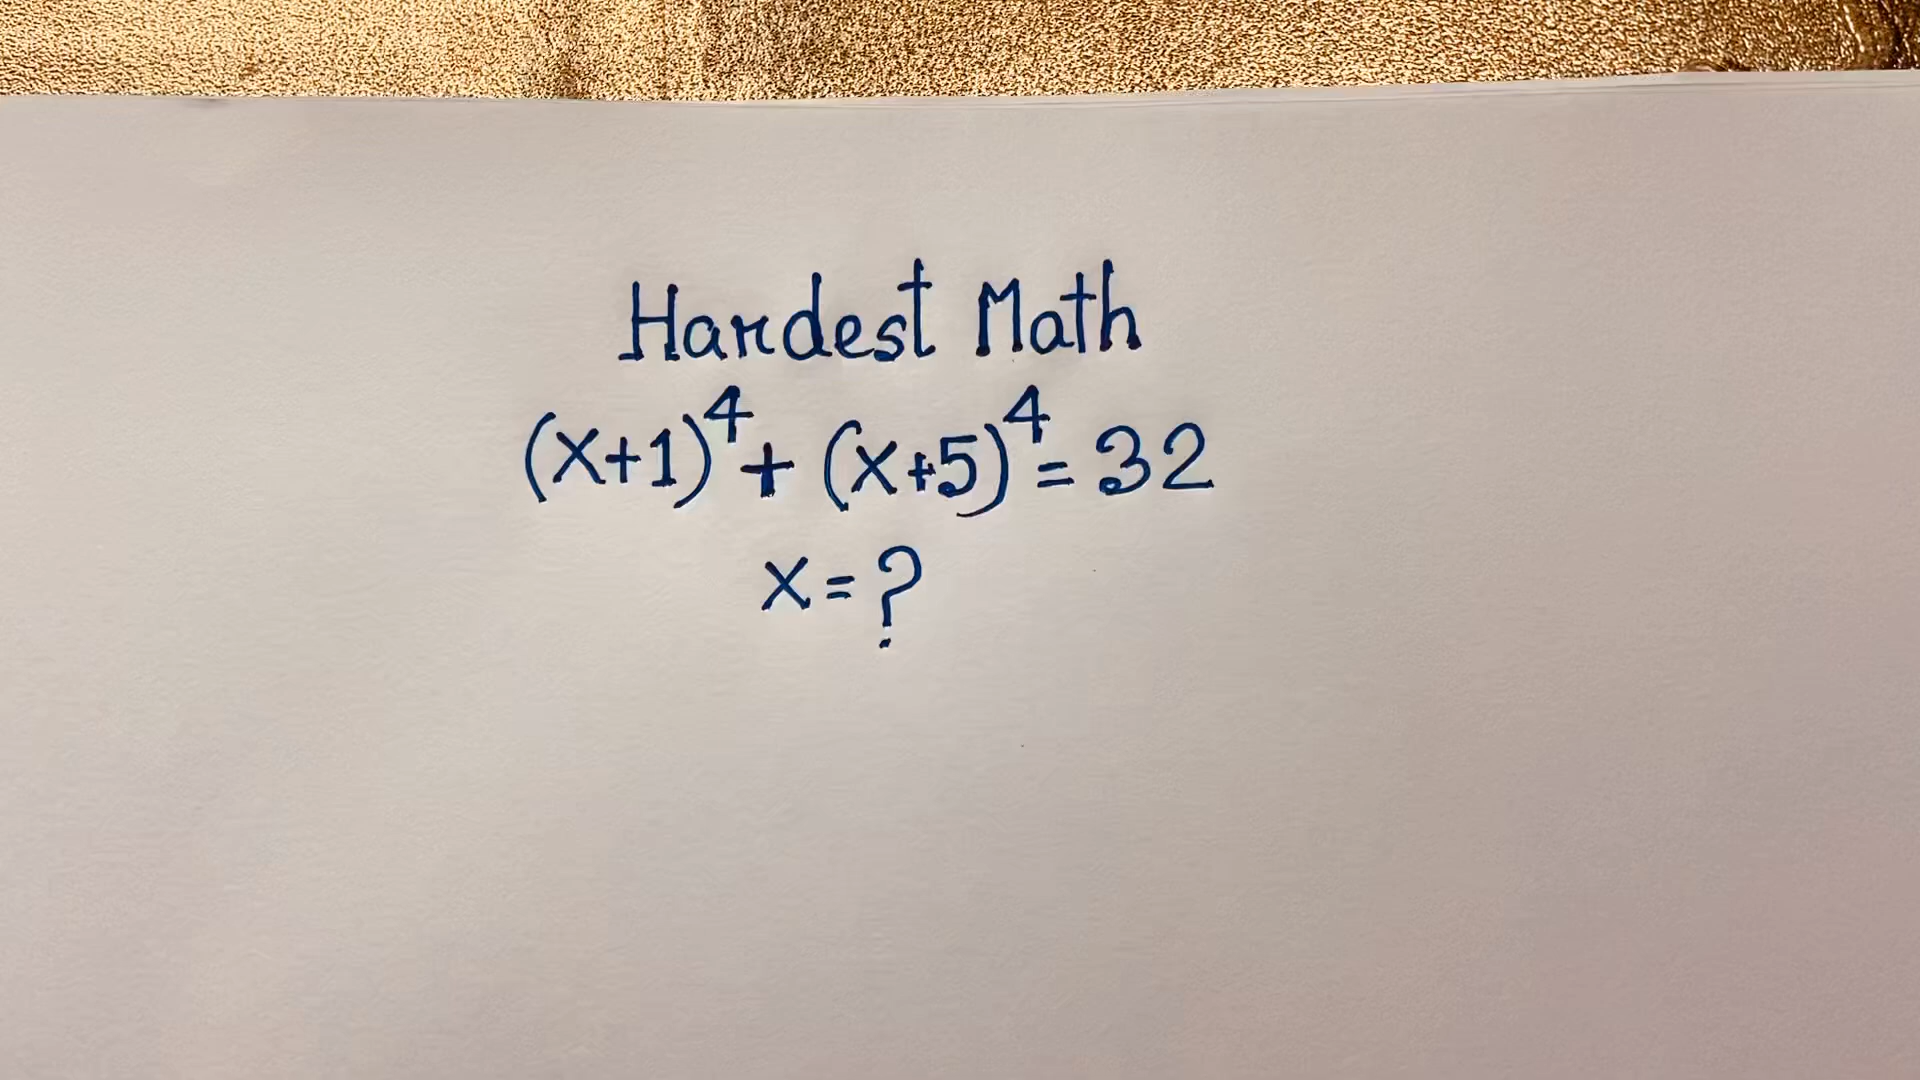 Hardest Math
(x+1)⁴ + (x+5)⁴ = 32
x = ?